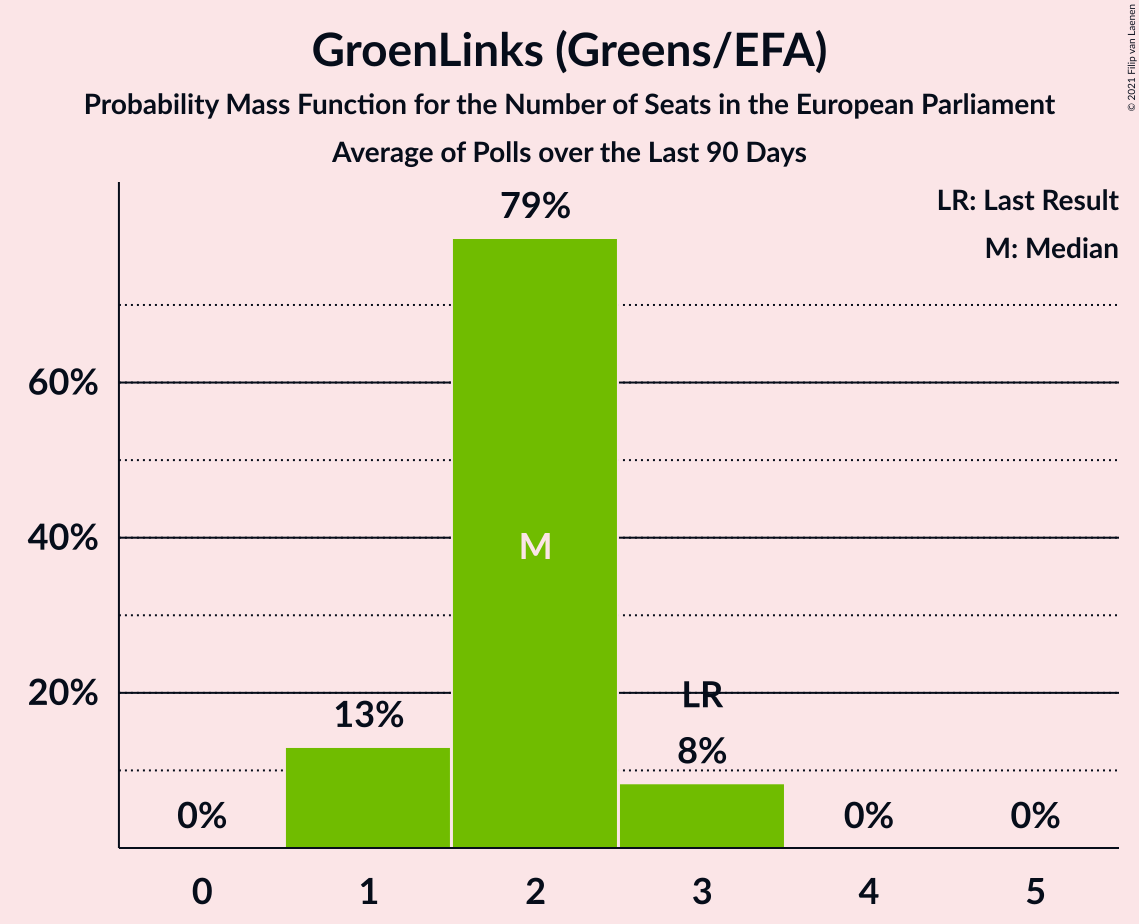 GroenLinks (Greens/EFA)
Probability Mass Function for the Number of Seats in the European Parliament
Average of Polls over the Last 90 Days
© 2021 Filip van Laenen
LR: Last Result
M: Median
79%
60%
40%
M
20%
LR
13%
8%
0%
0%
0%
0
1
2
3
4
5